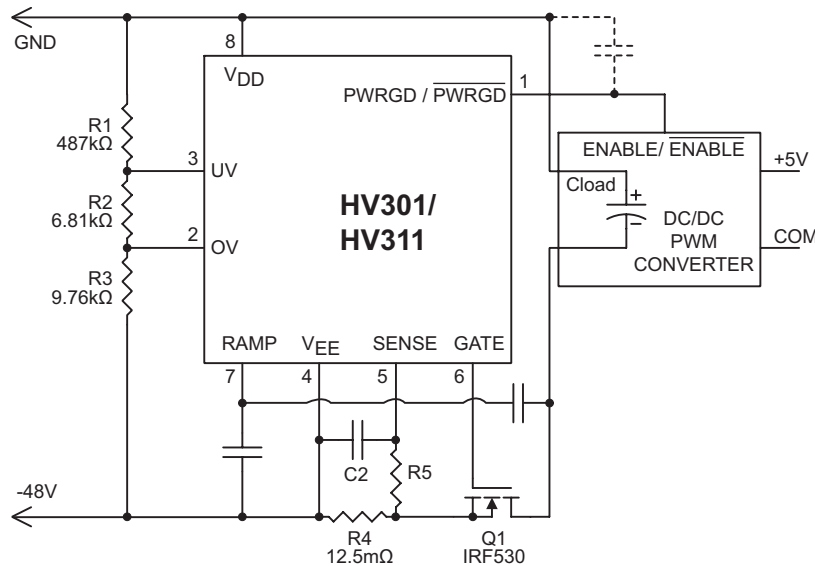 GND
8
VDD
PWRGD / PWRGD
1
R1
487kΩ
ENABLE/ ENABLE
+5V
3
UV
Cload
+
R2
6.81kΩ
HV301/
HV311
−
DC/DC
PWM
CONVERTER
2
OV
COM
R3
9.76kΩ
RAMP
VEE
SENSE
GATE
7
4
5
6
C2
R5
-48V
R4
12.5mΩ
Q1
IRF530